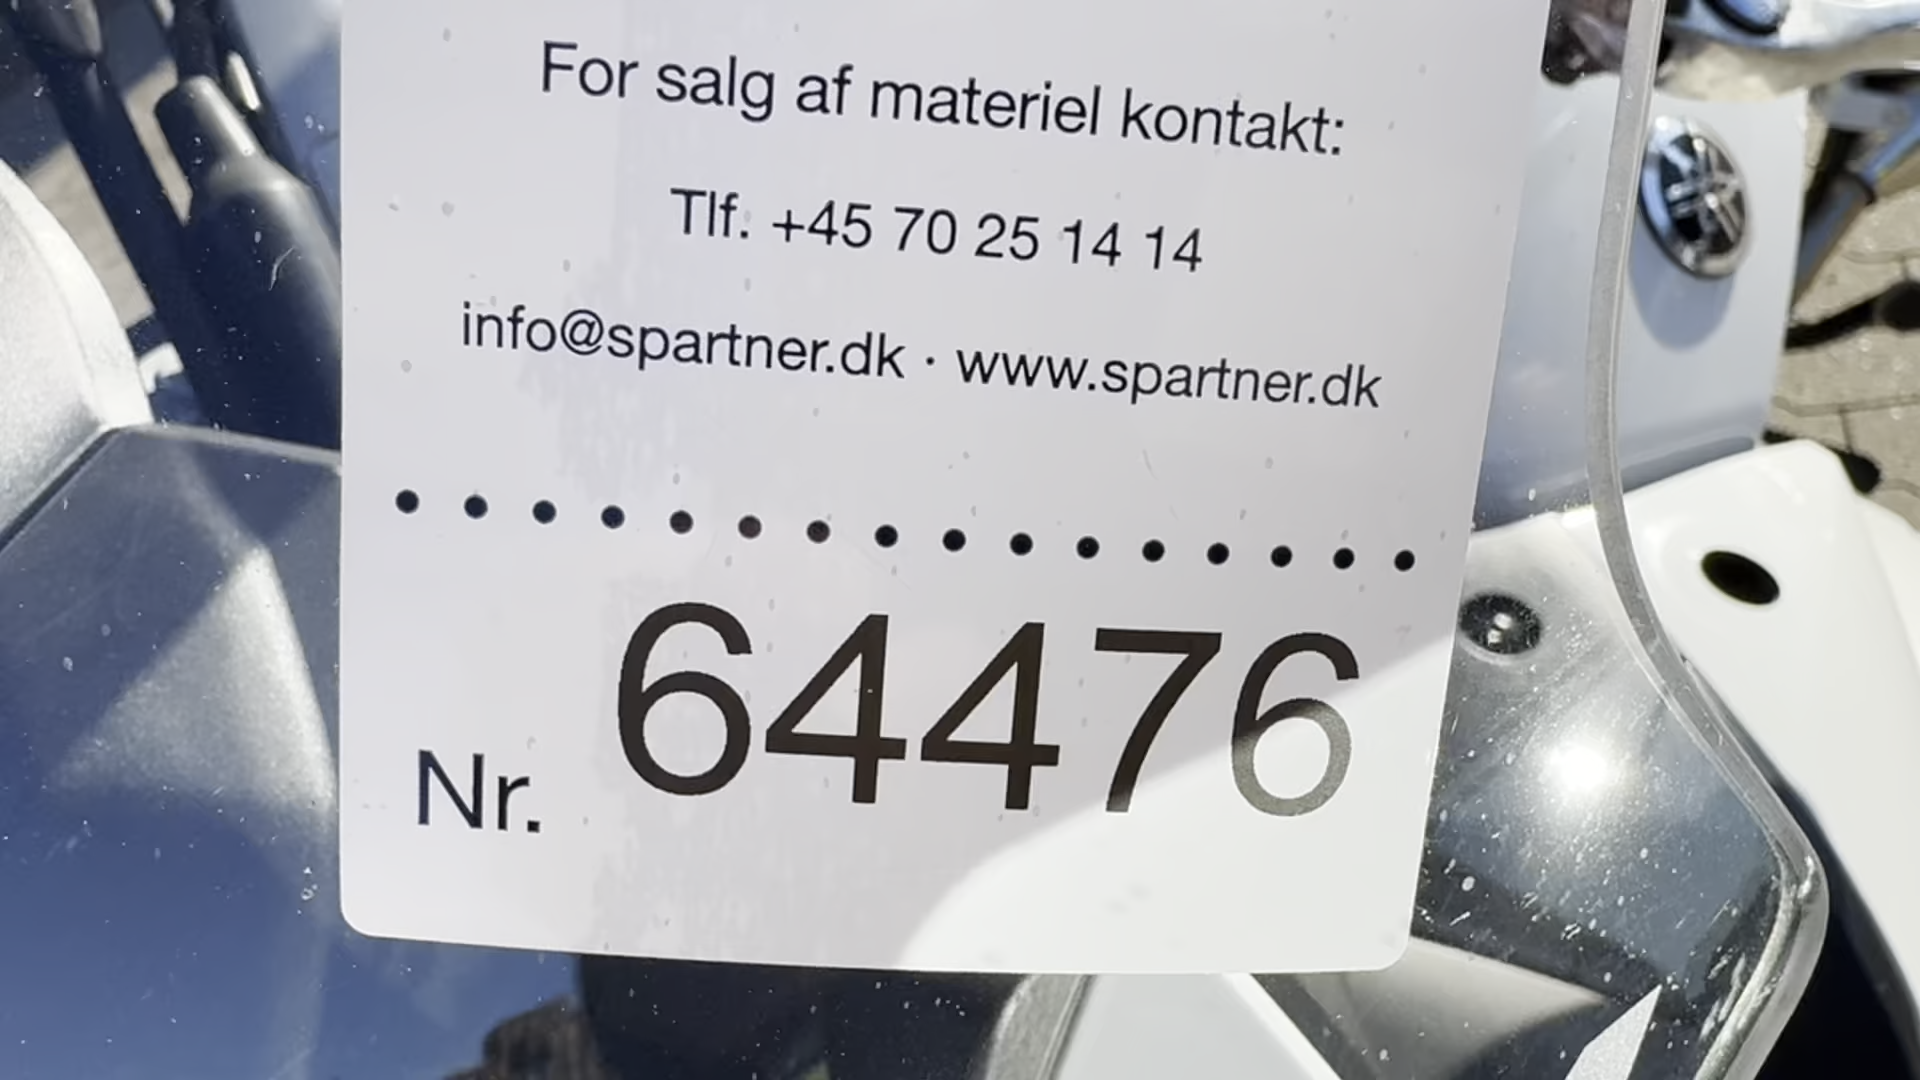 For salg af materiel kontakt:
Tlf. +45 70 25 14 14
info@spartner.dk · www.spartner.dk
Nr. 64476